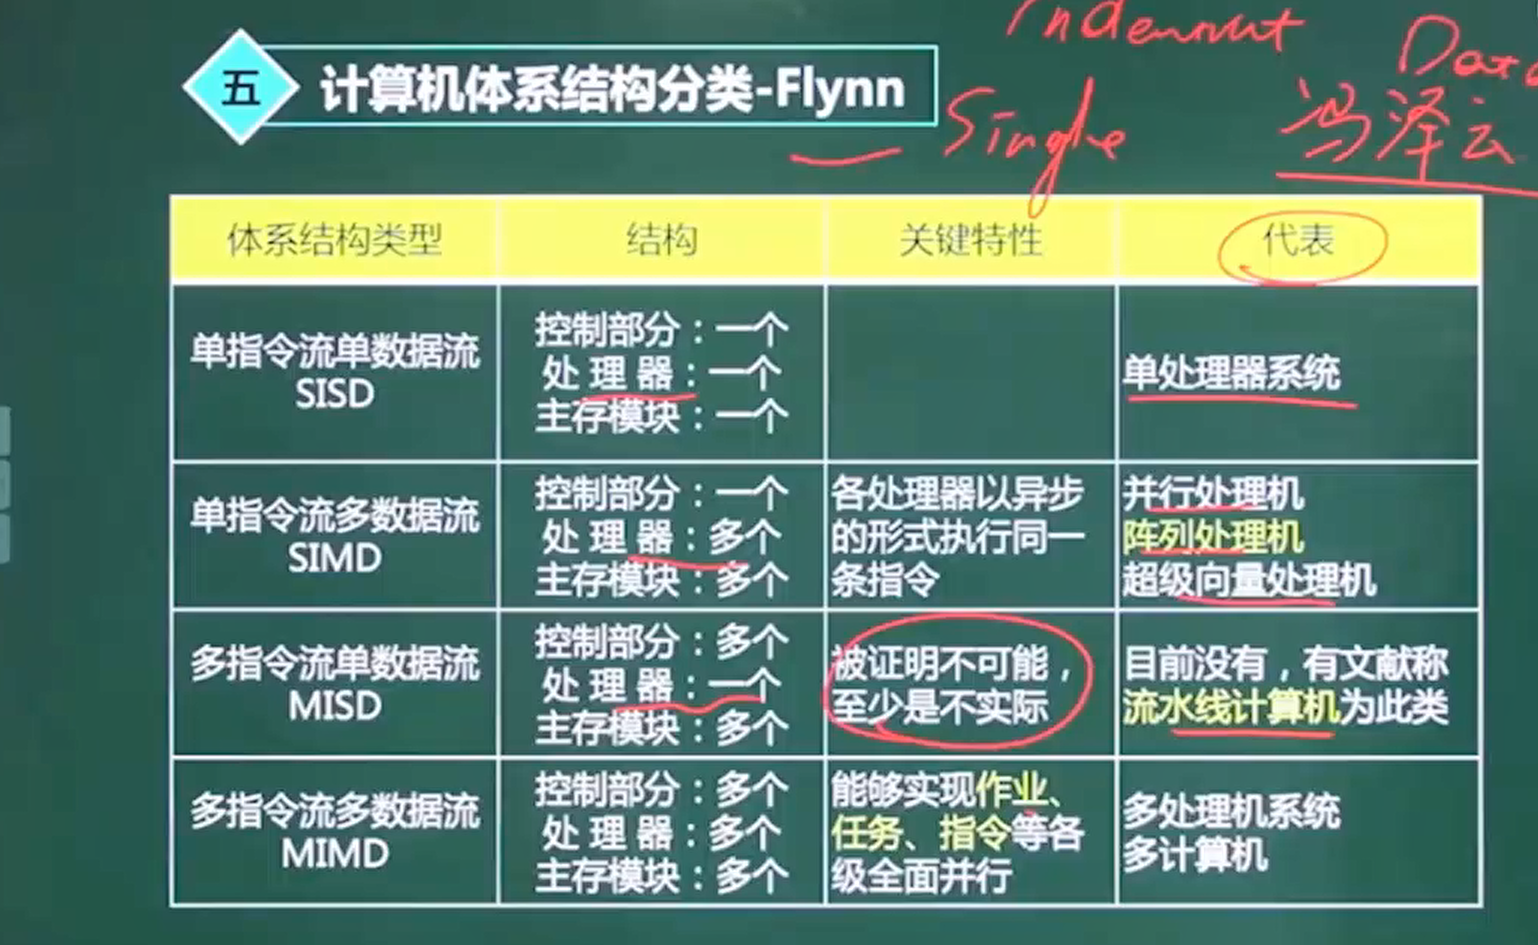 五
计算机体系结构分类-Flynn
Single
Data
冯泽云
体系结构类型 结构 关键特性 代表
单指令流单数据流
SISD
控制部分：一个
处 理 器：一个
主存模块：一个
单处理器系统
单指令流多数据流
SIMD
控制部分：一个
处 理 器：多个
主存模块：多个
各处理器以异步
的形式执行同一
条指令
并行处理机
阵列处理机
超级向量处理机
多指令流单数据流
MISD
控制部分：多个
处 理 器：一个
主存模块：多个
被证明不可能，
至少是不实际
目前没有，有文献称
流水线计算机为此类
多指令流多数据流
MIMD
控制部分：多个
处 理 器：多个
主存模块：多个
能够实现作业、
任务、指令等各
级全面并行
多处理机系统
多计算机